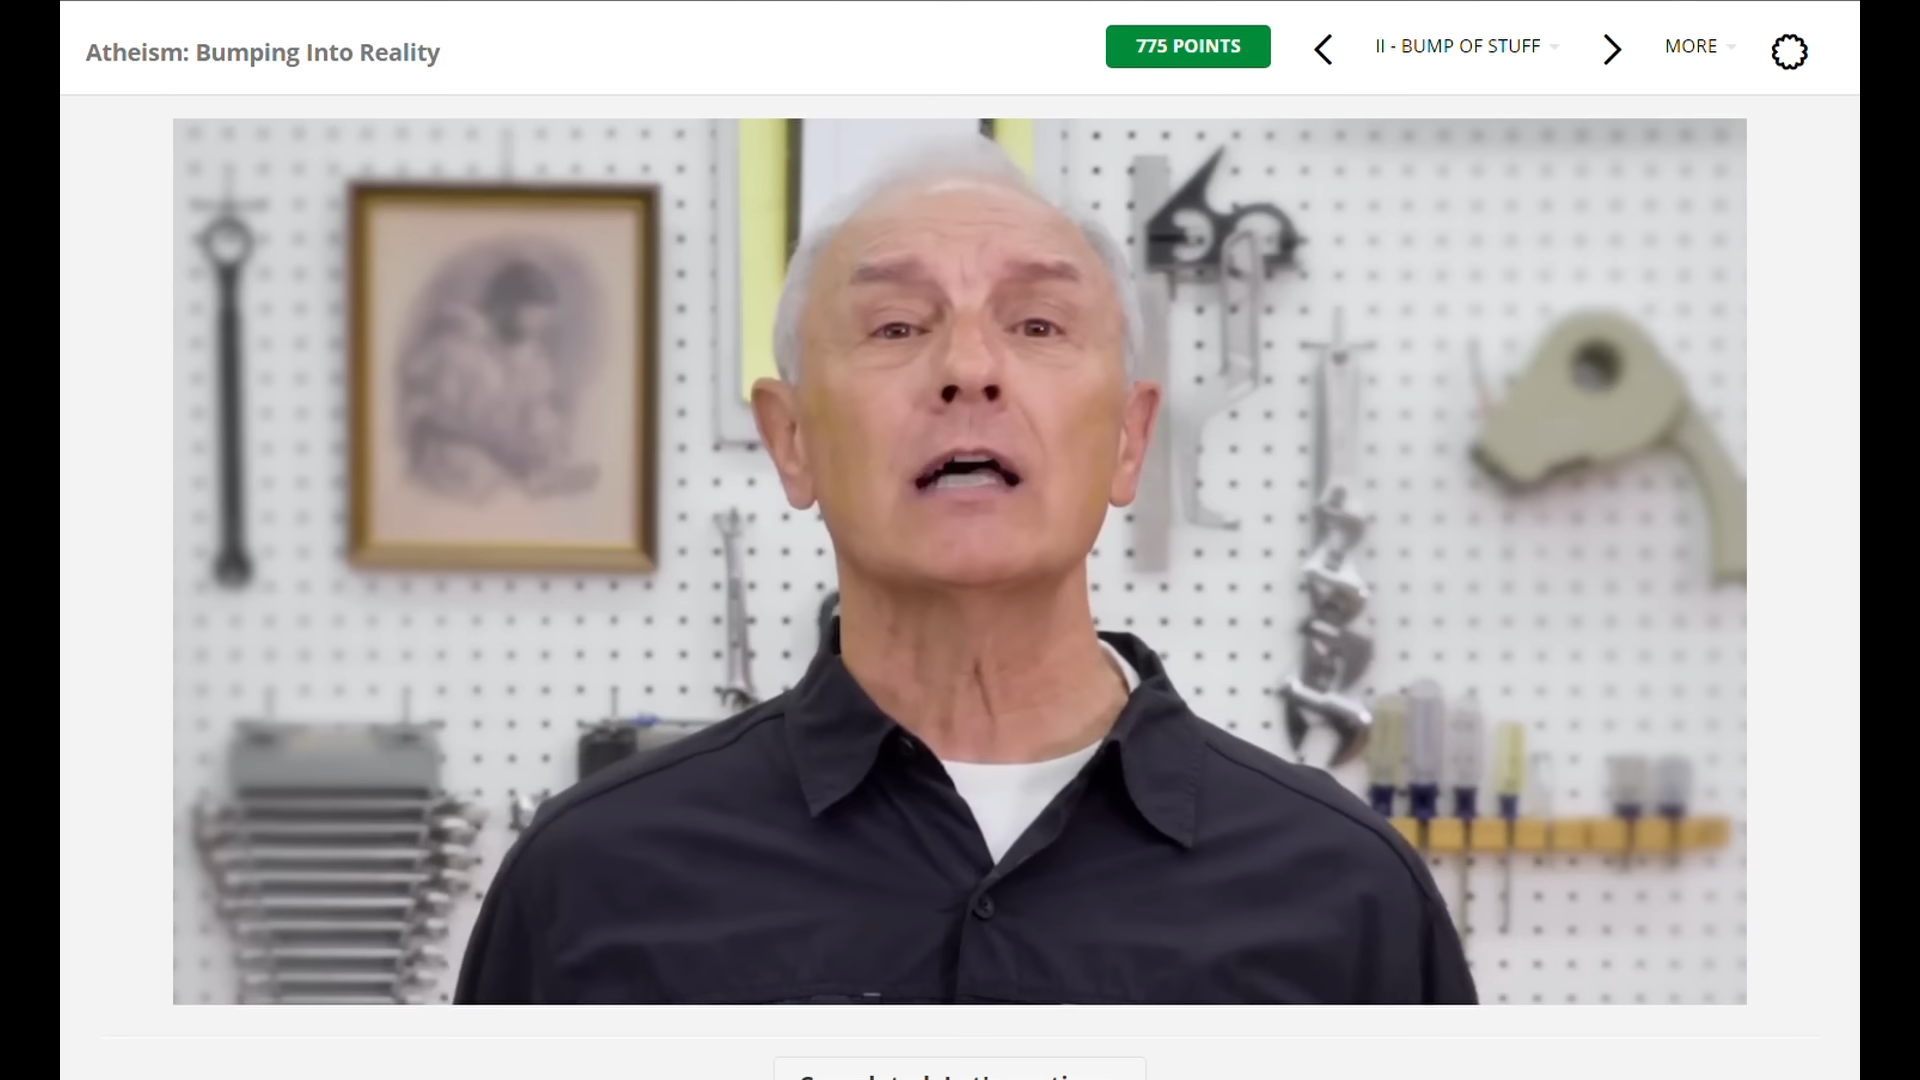 Atheism: Bumping Into Reality
775 POINTS
II - BUMP OF STUFF
MORE